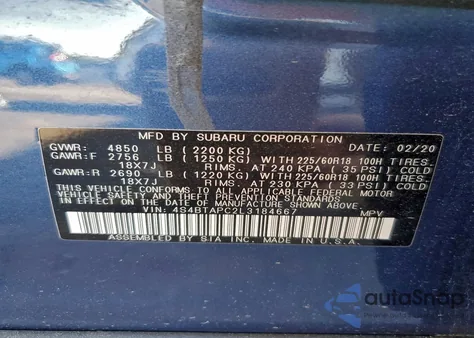 MFD BY SUBARU CORPORATION DATE: 02/20
GVWR: 4850 LB (2200 KG)
GAWR:F 2756 LB (1250 KG) WITH 225/60R18 100H TIRES
18X7J RIMS, AT 240 KPA ( 35 PSI) COLD
GAWR:R 2690 LB (1220 KG) WITH 225/60R18 100H TIRES
18X7J RIMS, AT 230 KPA ( 33 PSI) COLD
THIS VEHICLE CONFORMS TO ALL APPLICABLE FEDERAL MOTOR
VEHICLE SAFETY AND THEFT PREVENTION STANDARDS
IN EFFECT ON THE DATE OF MANUFACTURE SHOWN ABOVE.
VIN: 4S4BTAPC2L3184667 MPV
MFD. BY SIA INC, MADE IN U.S.A.
autoSnap